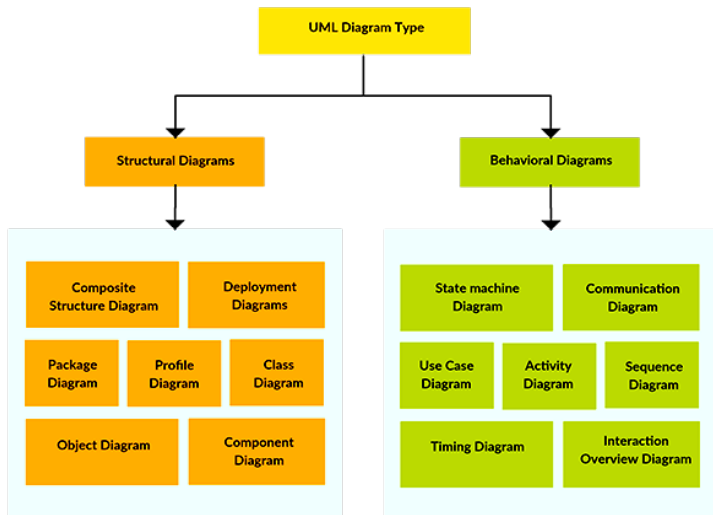 UML Diagram Type
Structural Diagrams
Behavioral Diagrams
Composite
Structure Diagram
Deployment
Diagrams
Package
Diagram
Profile
Diagram
Class
Diagram
Object Diagram
Component
Diagram
State machine
Diagram
Communication
Diagram
Use Case
Diagram
Activity
Diagram
Sequence
Diagram
Timing Diagram
Interaction
Overview Diagram